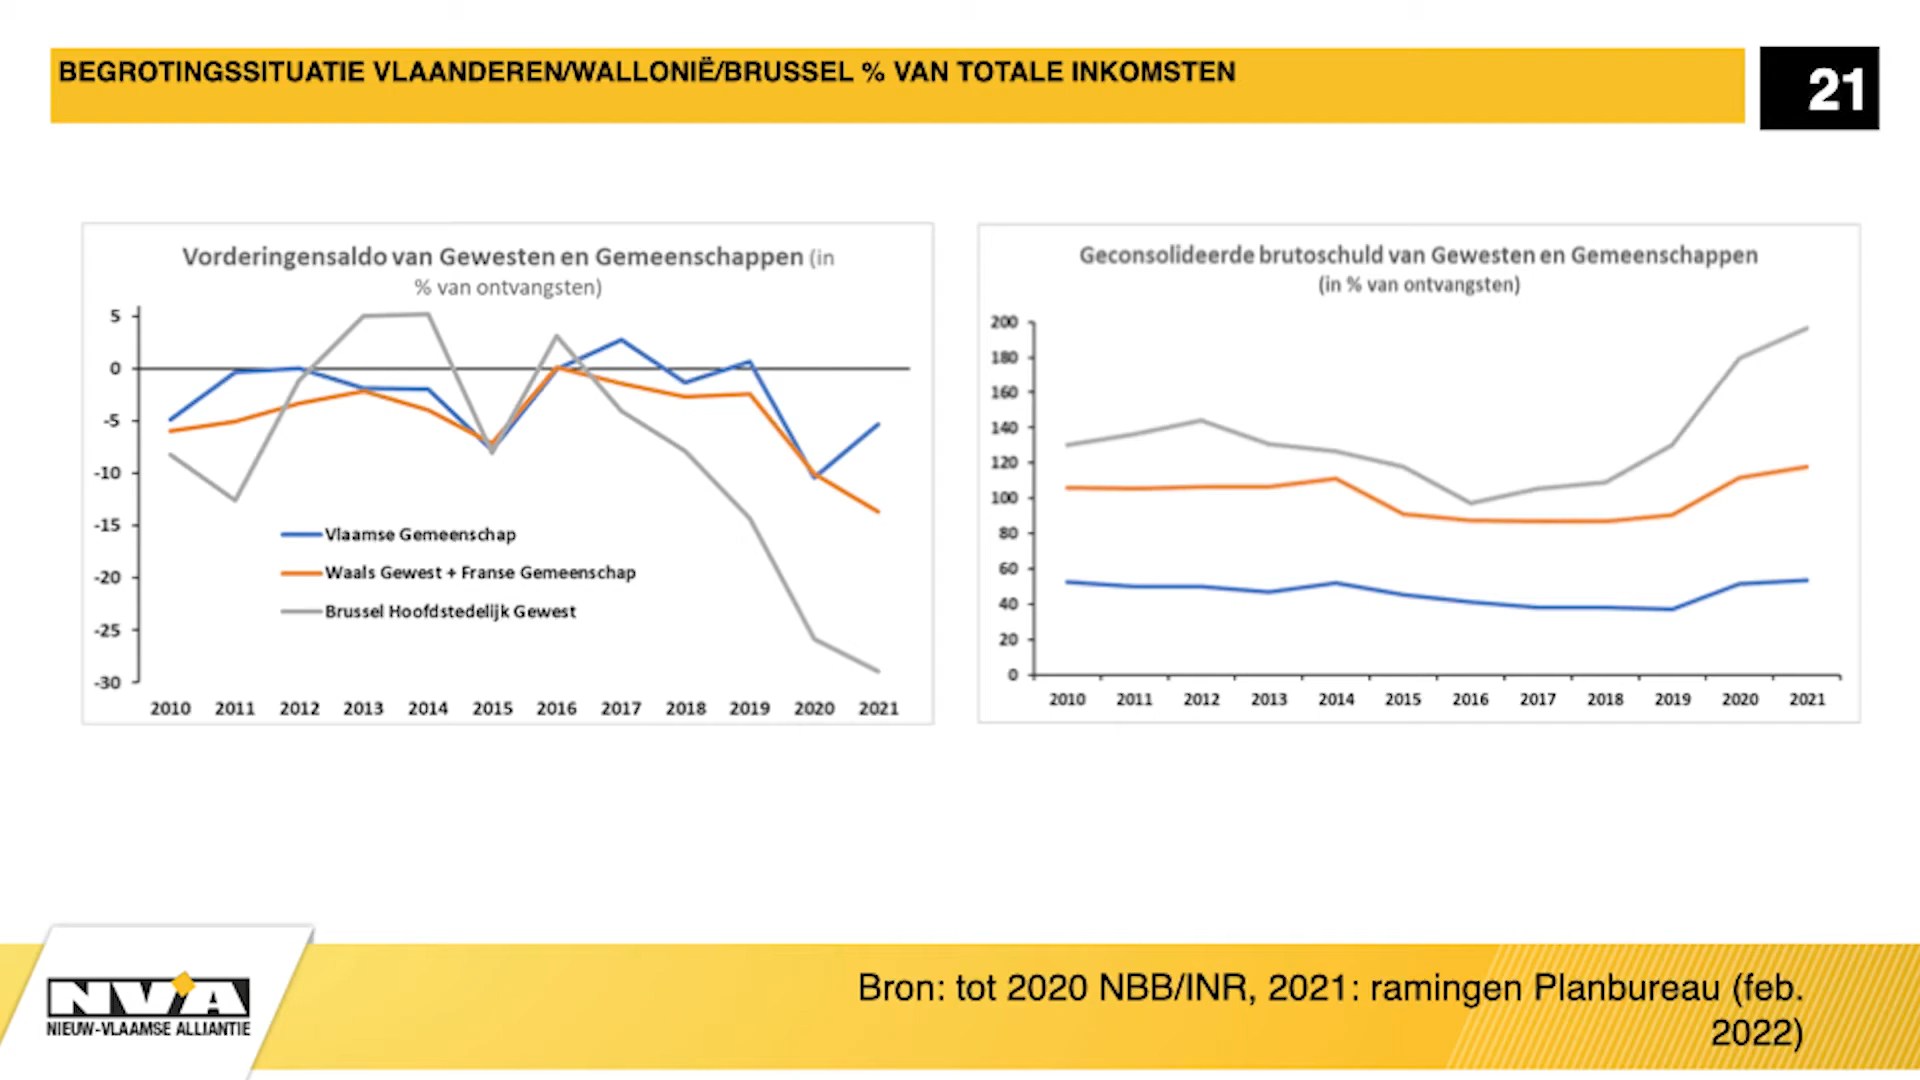 BEGROTINGSSITUATIE VLAANDEREN/WALLONIË/BRUSSEL % VAN TOTALE INKOMSTEN
21
Vorderingensaldo van Gewesten en Gemeenschappen (in
% van ontvangsten)
5
0
-5
-10
-15
-20
-25
-30
Vlaamse Gemeenschap
Waals Gewest + Franse Gemeenschap
Brussel Hoofdstedelijk Gewest
2010 2011 2012 2013 2014 2015 2016 2017 2018 2019 2020 2021
Geconsolideerde brutoschuld van Gewesten en Gemeenschappen
(in % van ontvangsten)
200
180
160
140
120
100
80
60
40
20
0
2010 2011 2012 2013 2014 2015 2016 2017 2018 2019 2020 2021
N-VA
NIEUW-VLAAMSE ALLIANTIE
Bron: tot 2020 NBB/INR, 2021: ramingen Planbureau (feb.
2022)